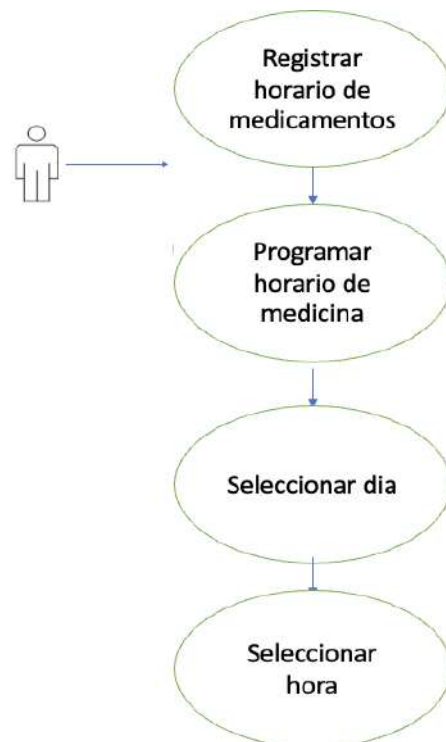 Registrar
horario de
medicamentos
Programar
horario de
medicina
Seleccionar dia
Seleccionar
hora